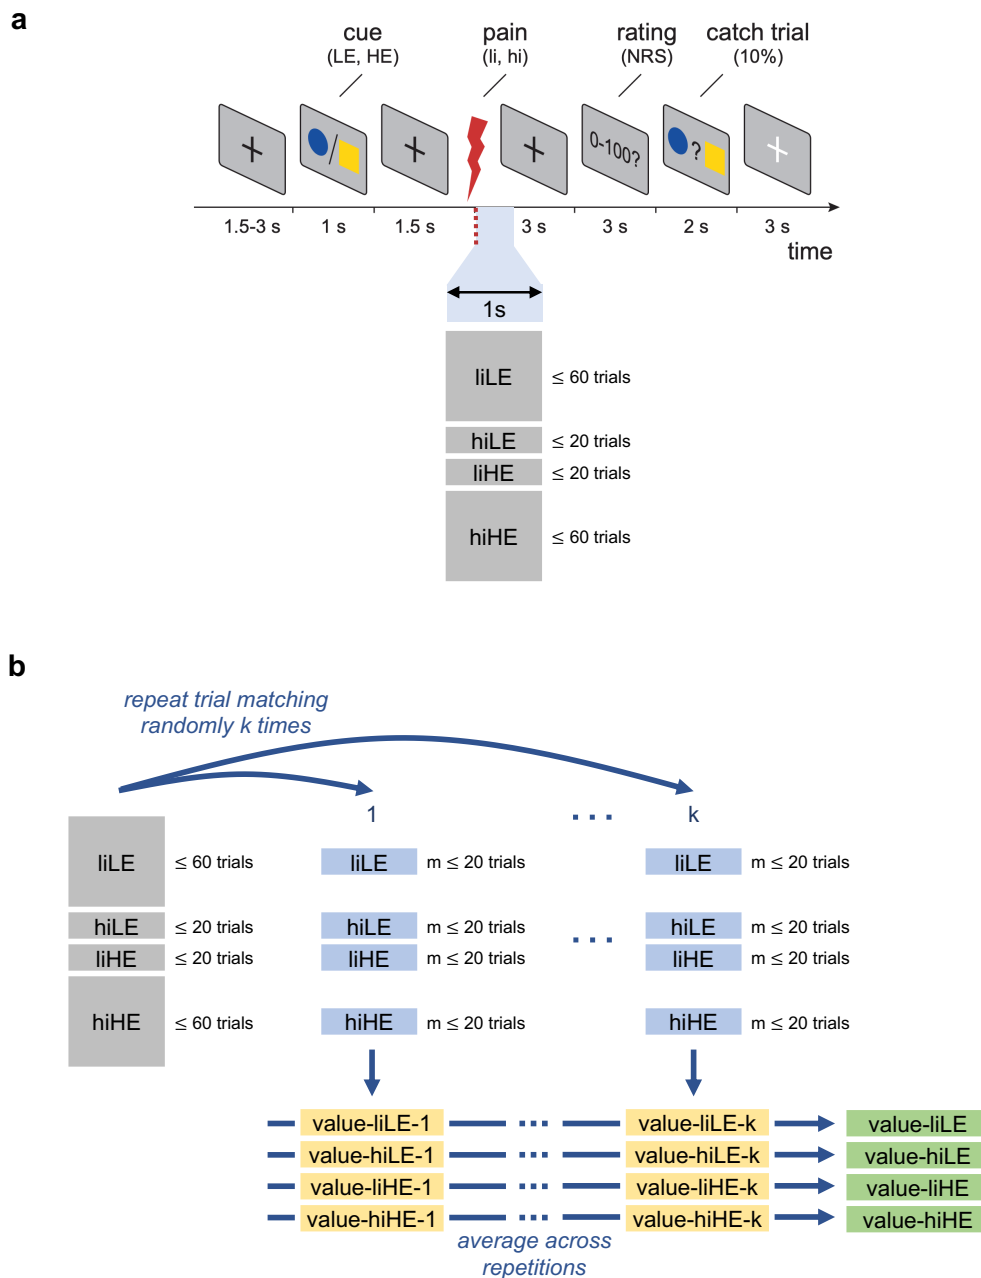 a
cue
(LE, HE)
pain
(li, hi)
rating
(NRS)
catch trial
(10%)
/
0-100?
?
1.5-3 s
1 s
1.5 s
3 s
3 s
2 s
3 s
time
1s
liLE
≤ 60 trials
hiLE
≤ 20 trials
liHE
≤ 20 trials
hiHE
≤ 60 trials
b
repeat trial matching
randomly k times
1
...
k
liLE
≤ 60 trials
liLE
m ≤ 20 trials
liLE
m ≤ 20 trials
hiLE
≤ 20 trials
hiLE
m ≤ 20 trials
...
hiLE
m ≤ 20 trials
liHE
≤ 20 trials
liHE
m ≤ 20 trials
liHE
m ≤ 20 trials
hiHE
≤ 60 trials
hiHE
m ≤ 20 trials
hiHE
m ≤ 20 trials
value-liLE-1
...
value-liLE-k
value-liLE
value-hiLE-1
...
value-hiLE-k
value-hiLE
value-liHE-1
...
value-liHE-k
value-liHE
value-hiHE-1
...
value-hiHE-k
value-hiHE
average across
repetitions